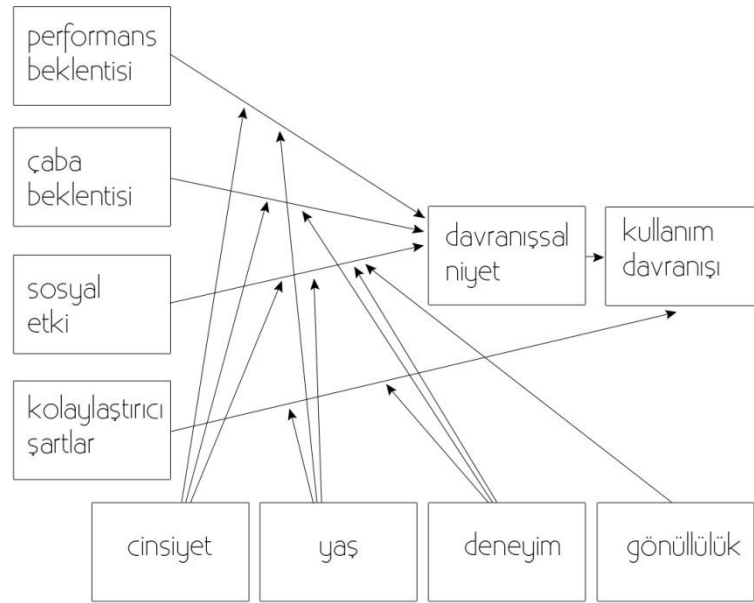 performans
beklentisi
çaba
beklentisi
sosyal
etki
kolaylaştırıcı
şartlar
davranışsal
niyet
kullanım
davranışı
cinsiyet
yaş
deneyim
gönüllülük